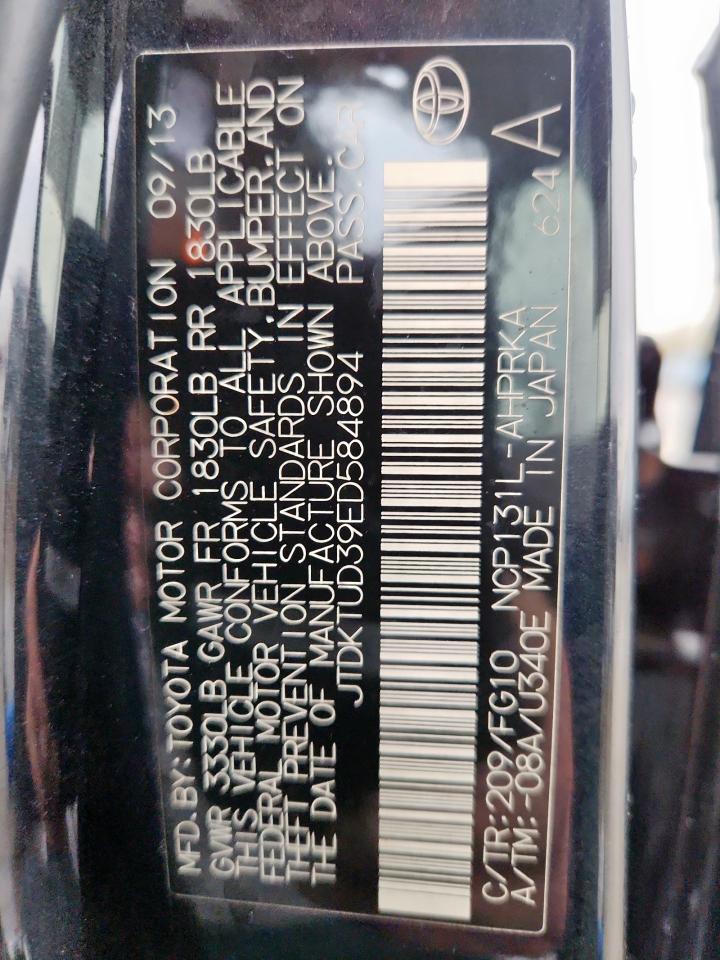 MFD.BY:TOYOTA MOTOR CORPORATION 09/13
GVWR 3330LB GAWR FR 1830LB RR 1830LB
THIS VEHICLE CONFORMS TO ALL APPLICABLE
FEDERAL MOTOR VEHICLE SAFETY,BUMPER,AND
THEFT PREVENTION STANDARDS IN EFFECT ON
THE DATE OF MANUFACTURE SHOWN ABOVE.
JTDKTUD39ED584894 PASS.CAR
C/TR:209/FG10 NCP131L-AHPRKA
A/TM:-08A/U340E MADE IN JAPAN 624 A